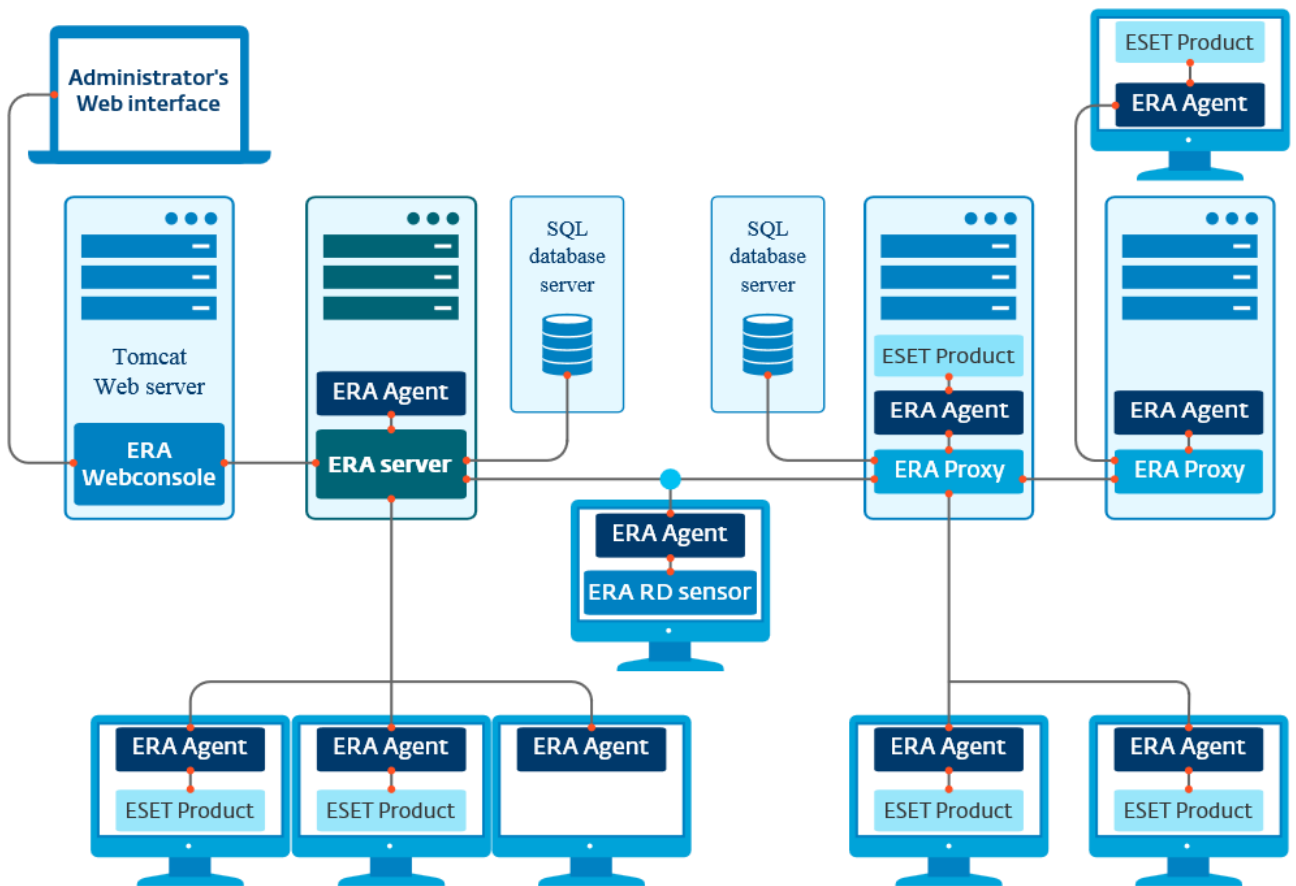 Administrator's
Web interface
ESET Product
ERA Agent
SQL
database
server
SQL
database
server
Tomcat
Web server
ERA
Webconsole
ERA Agent
ERA server
ESET Product
ERA Agent
ERA Proxy
ERA Agent
ERA Proxy
ERA Agent
ERA RD sensor
ERA Agent
ESET Product
ERA Agent
ESET Product
ERA Agent
ERA Agent
ESET Product
ERA Agent
ESET Product